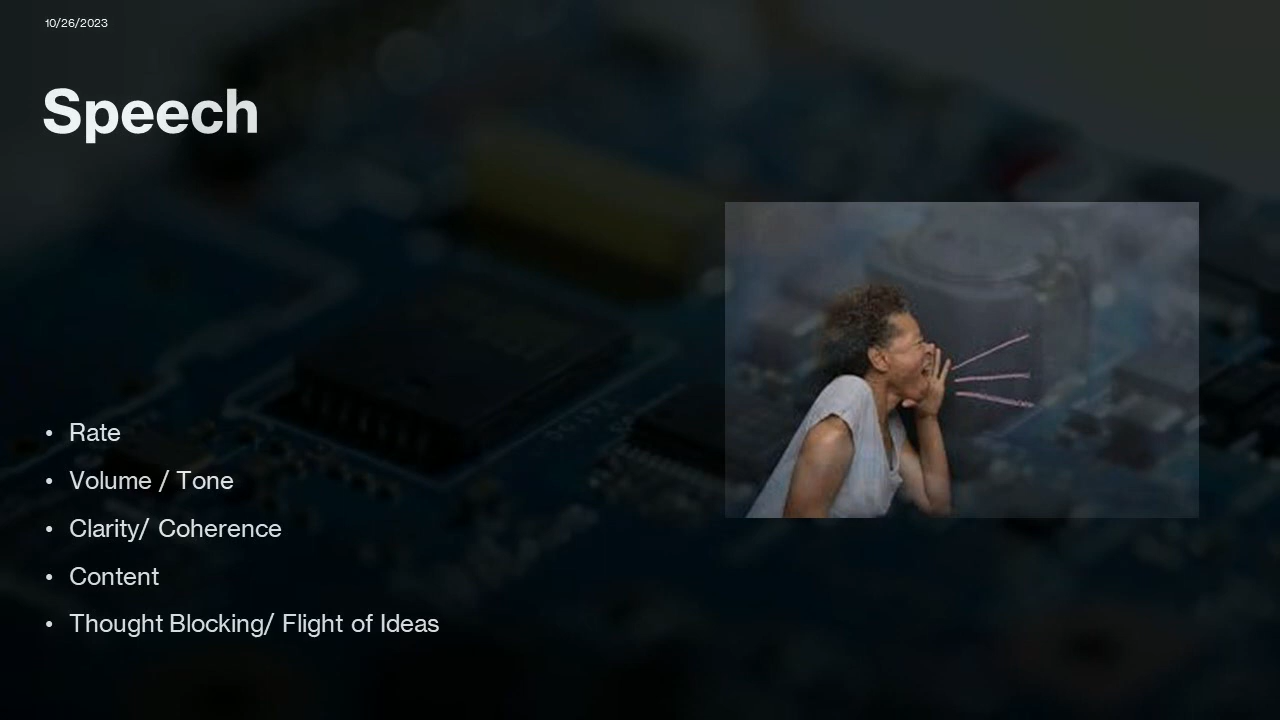 10/26/2023
Speech
• Rate
• Volume / Tone
• Clarity/ Coherence
• Content
• Thought Blocking/ Flight of Ideas